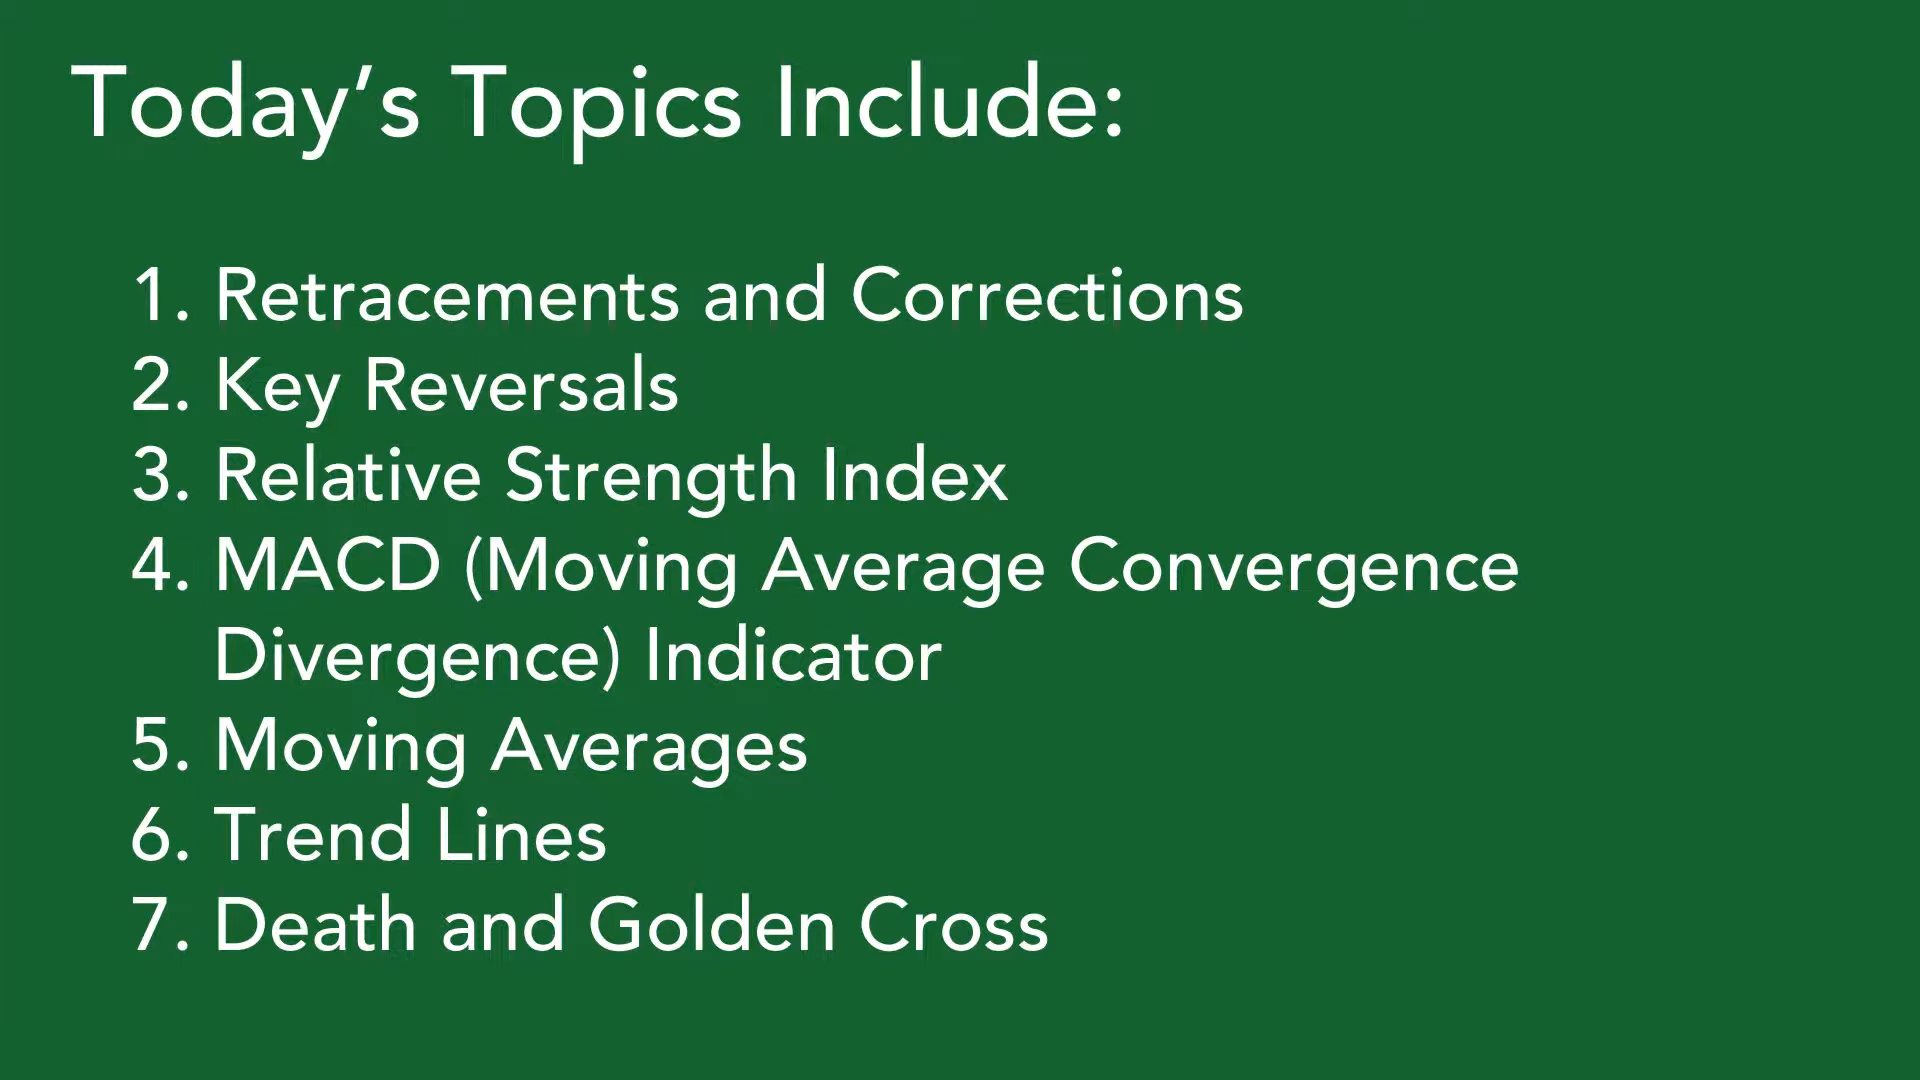 Today’s Topics Include:
1. Retracements and Corrections
2. Key Reversals
3. Relative Strength Index
4. MACD (Moving Average Convergence
Divergence) Indicator
5. Moving Averages
6. Trend Lines
7. Death and Golden Cross